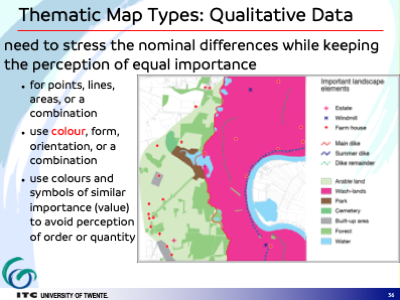 Thematic Map Types: Qualitative Data
need to stress the nominal differences while keeping
the perception of equal importance
• for points, lines,
areas, or a
combination
• use colour, form,
orientation, or a
combination
• use colours and
symbols of similar
importance (value)
to avoid perception
of order or quantity
Important landscape
elements
Estate
Windmill
Farm house
Main dike
Summer dike
Dike remainder
Arable land
Wash-lands
Park
Cemetery
Built-up area
Forest
Water
ITC UNIVERSITY OF TWENTE.
36